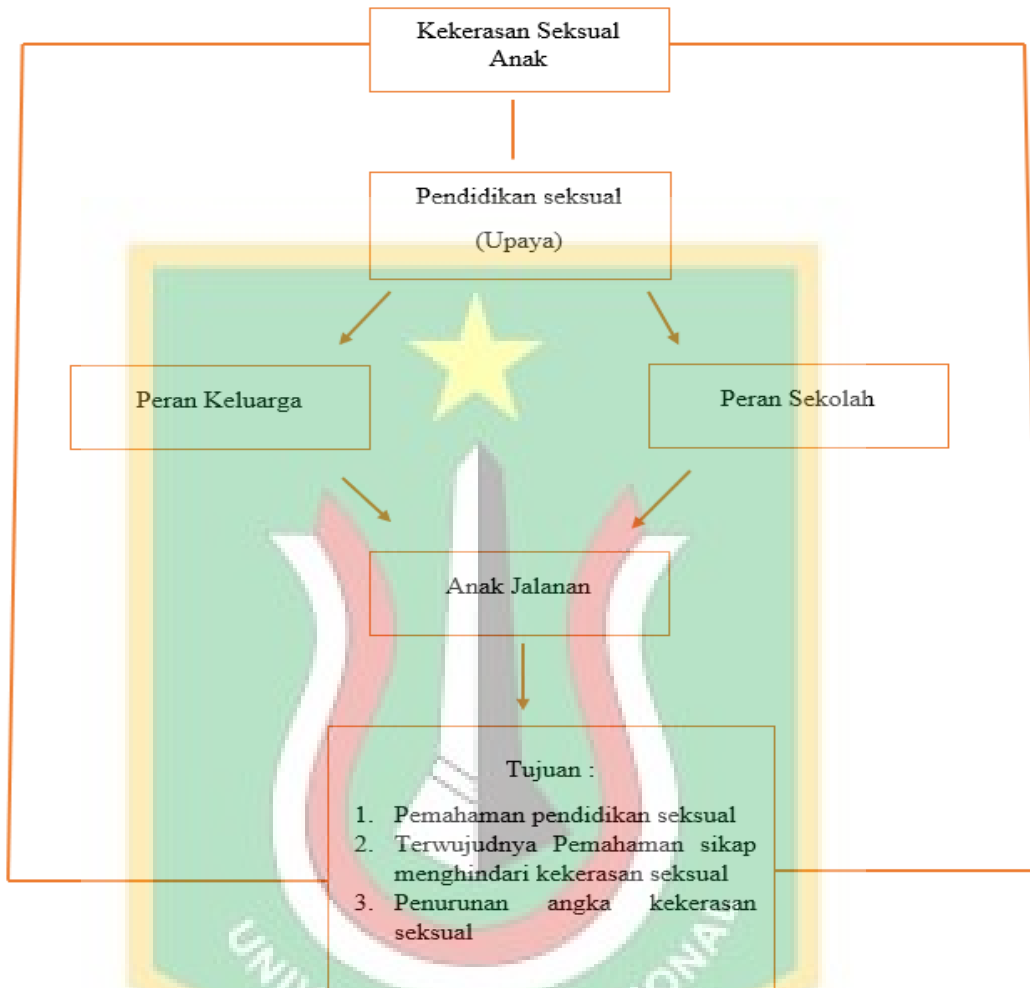 Kekerasan Seksual
Anak
Pendidikan seksual
(Upaya)
Peran Keluarga
Peran Sekolah
Anak Jalanan
Tujuan :
1. Pemahaman pendidikan seksual
2. Terwujudnya Pemahaman sikap
menghindari kekerasan seksual
3. Penurunan angka kekerasan
seksual